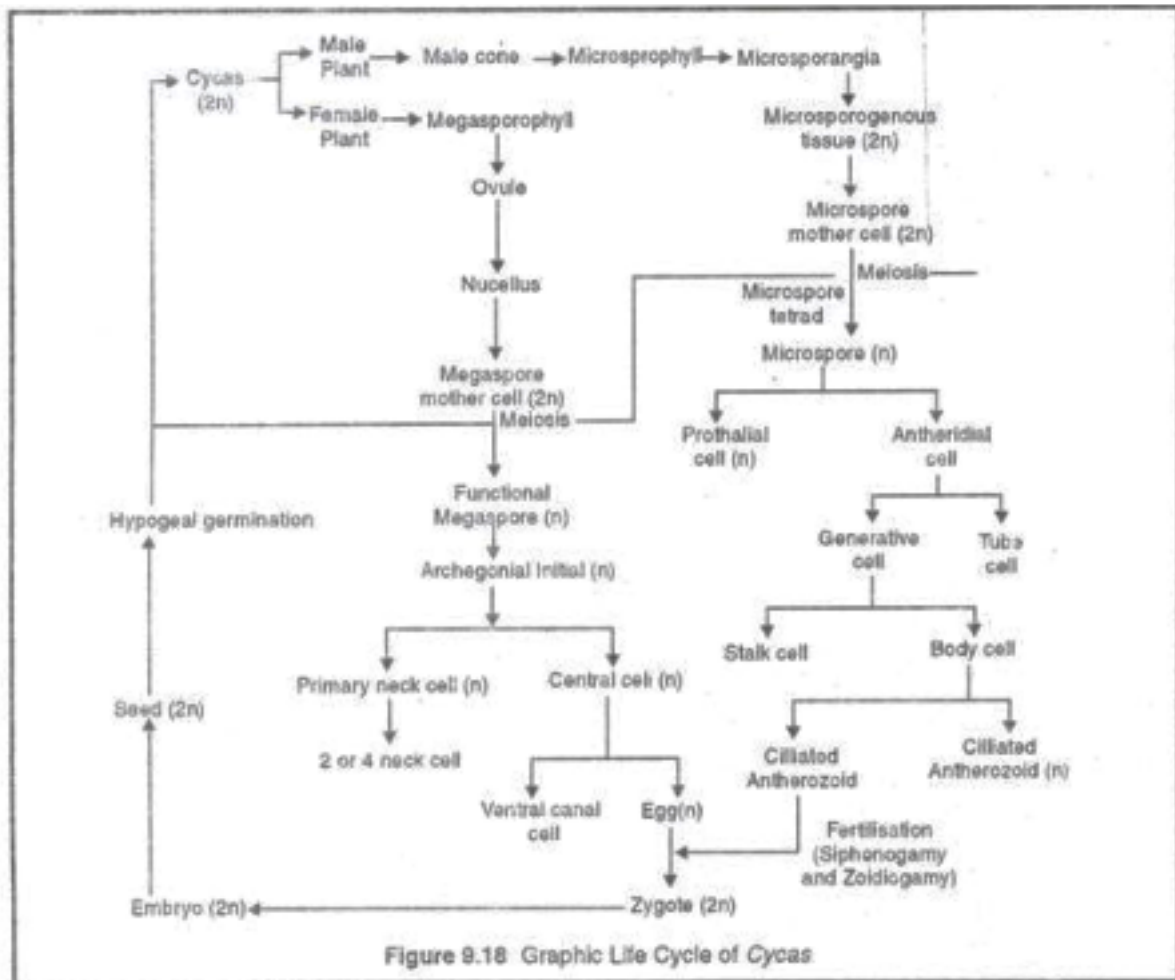 Cycas
(2n)
Male
Plant
Male cone
Microsprophyll
Microsporangia
Female
Plant
Megasporophyll
Microsporogenous
tissue (2n)
Ovule
Microspore
mother cell (2n)
Nucellus
Meiosis
Microspore
tetrad
Microspore (n)
Megaspore
mother cell (2n)
Meiosis
Prothalial
cell (n)
Antheridial
cell
Functional
Megaspore (n)
Hypogeal germination
Generative
cell
Tube
cell
Archegonial Initial (n)
Stalk cell
Body cell
Primary neck cell (n)
Central cell (n)
Seed (2n)
2 or 4 neck cell
Cilliated
Antherozoid
Cilliated
Antherozoid (n)
Ventral canal
cell
Egg(n)
Fertilisation
(Siphenogamy
and Zoidiogamy)
Embryo (2n)
Zygote (2n)
Figure 9.18 Graphic Life Cycle of Cycas